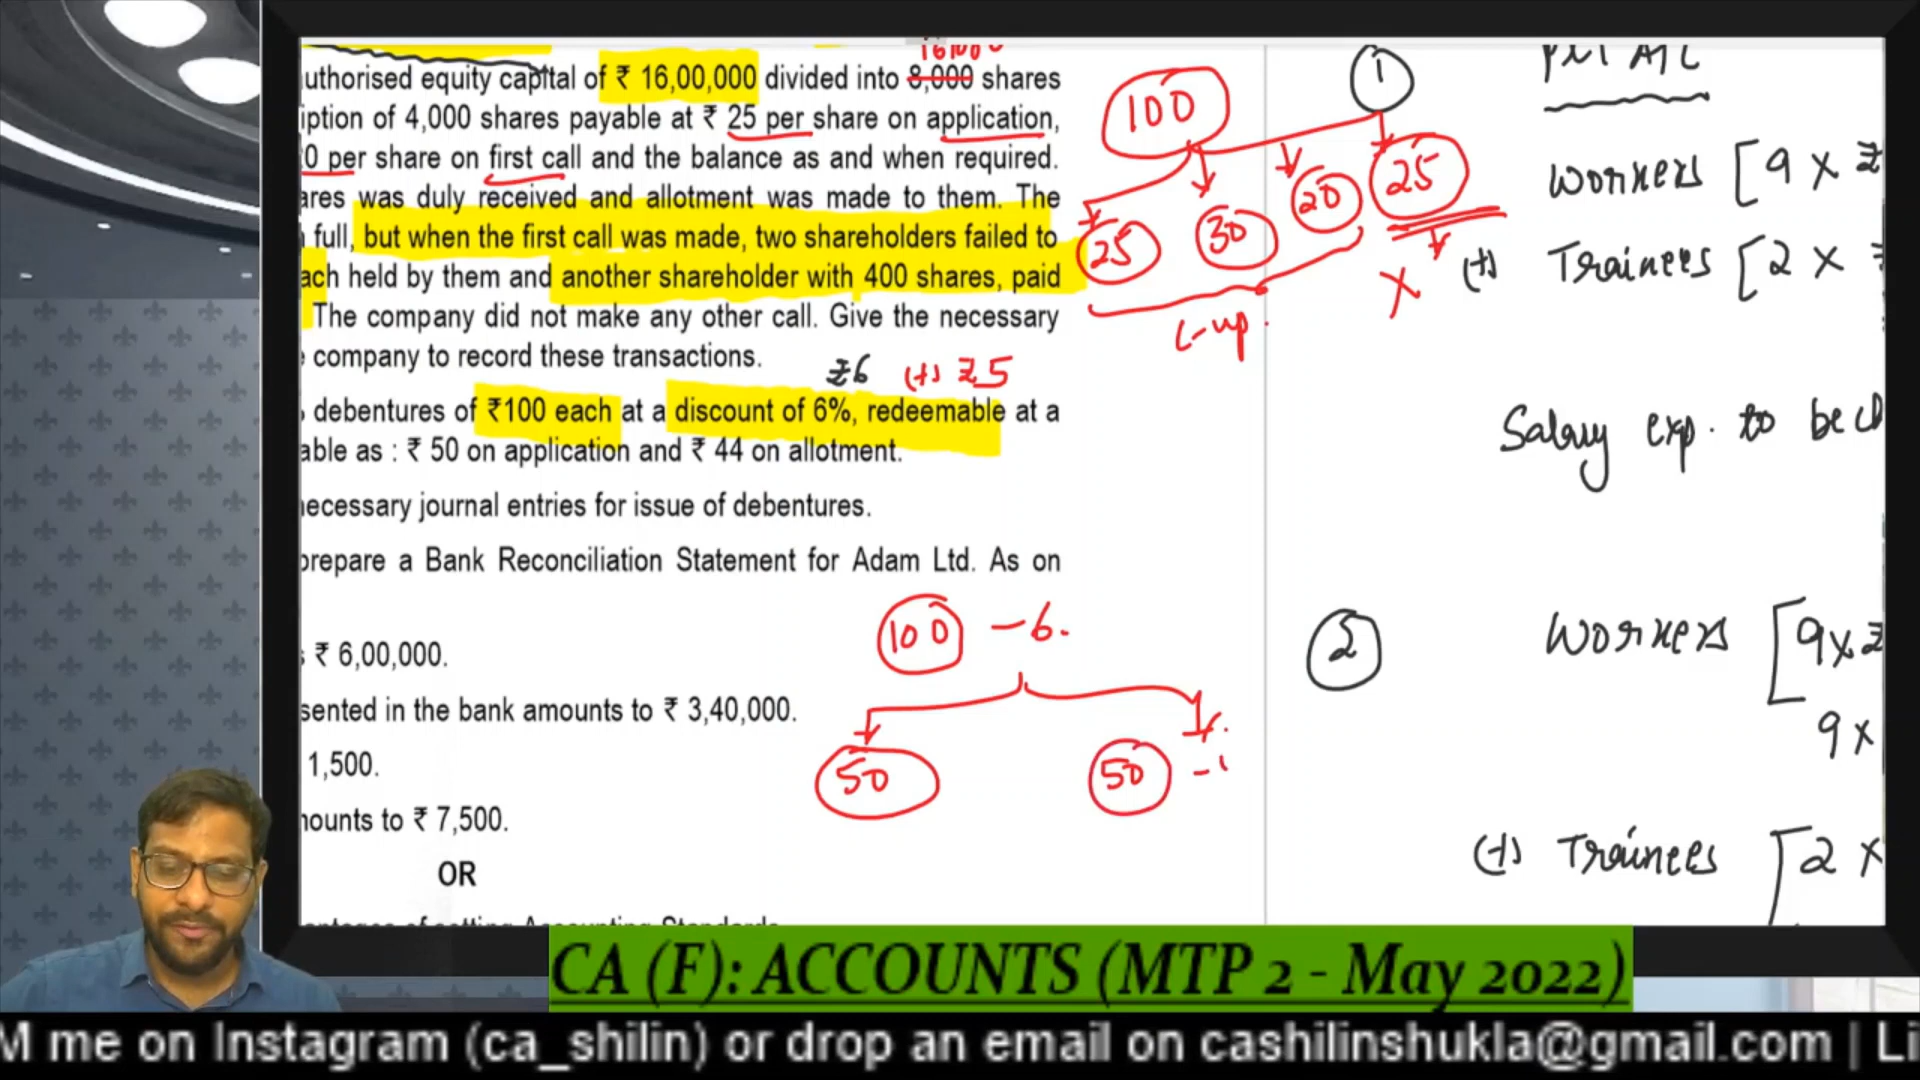 16,000
uthorised equity capital of ₹ 16,00,000 divided into 8,000 shares
iption of 4,000 shares payable at ₹ 25 per share on application,
0 per share on first call and the balance as and when required.
ares was duly received and allotment was made to them. The
full, but when the first call was made, two shareholders failed to
ach held by them and another shareholder with 400 shares, paid
The company did not make any other call. Give the necessary
company to record these transactions.
₹6 (+) ₹5
debentures of ₹100 each at a discount of 6%, redeemable at a
able as : ₹ 50 on application and ₹ 44 on allotment.
necessary journal entries for issue of debentures.
prepare a Bank Reconciliation Statement for Adam Ltd. As on
₹ 6,00,000.
sented in the bank amounts to ₹ 3,40,000.
1,500.
nounts to ₹ 7,500.
OR
100 1
25 30 20 25
X
C-up.
100 -6.
50 50
P/L A/C
Workers [9 X ₹
(+) Trainees [2 X ₹
Salary exp. to be
2 Workers [9x₹
9x
(+) Trainees [2 X
CA (F): ACCOUNTS (MTP 2 - May 2022)
M me on Instagram (ca_shilin) or drop an email on cashilinshukla@gmail.com | Li